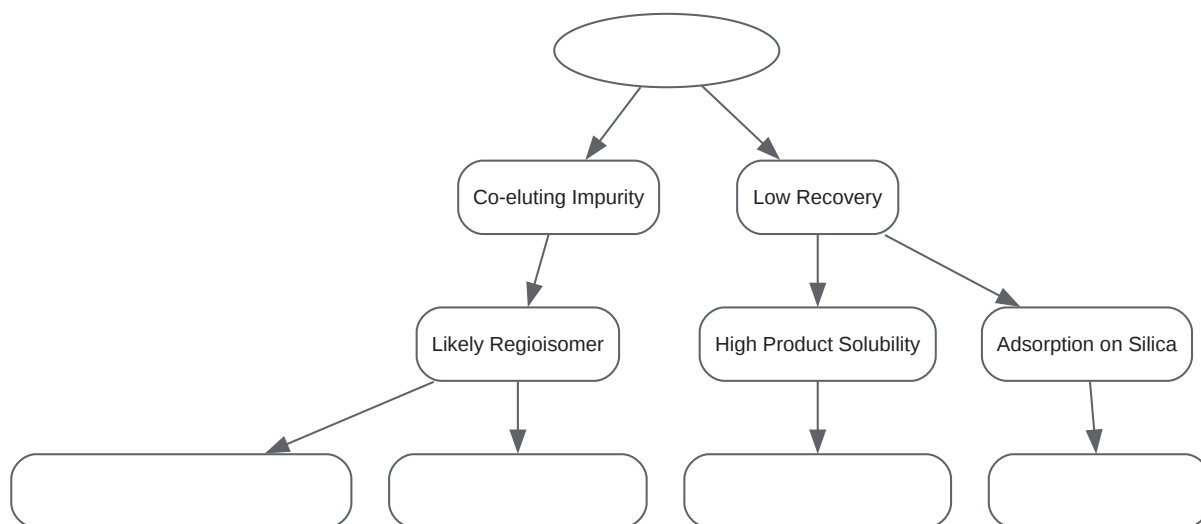 Co-eluting Impurity
Low Recovery
Likely Regioisomer
High Product Solubility
Adsorption on Silica